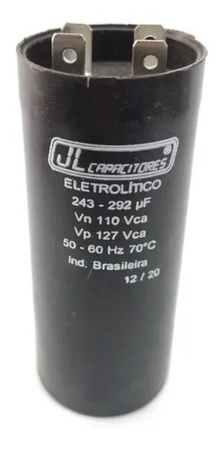 JL CAPACITORES
ELETROLÍTICO
243 - 292 µF
Vn 110 Vca
Vp 127 Vca
50 - 60 Hz 70°C
Ind. Brasileira
12 / 20